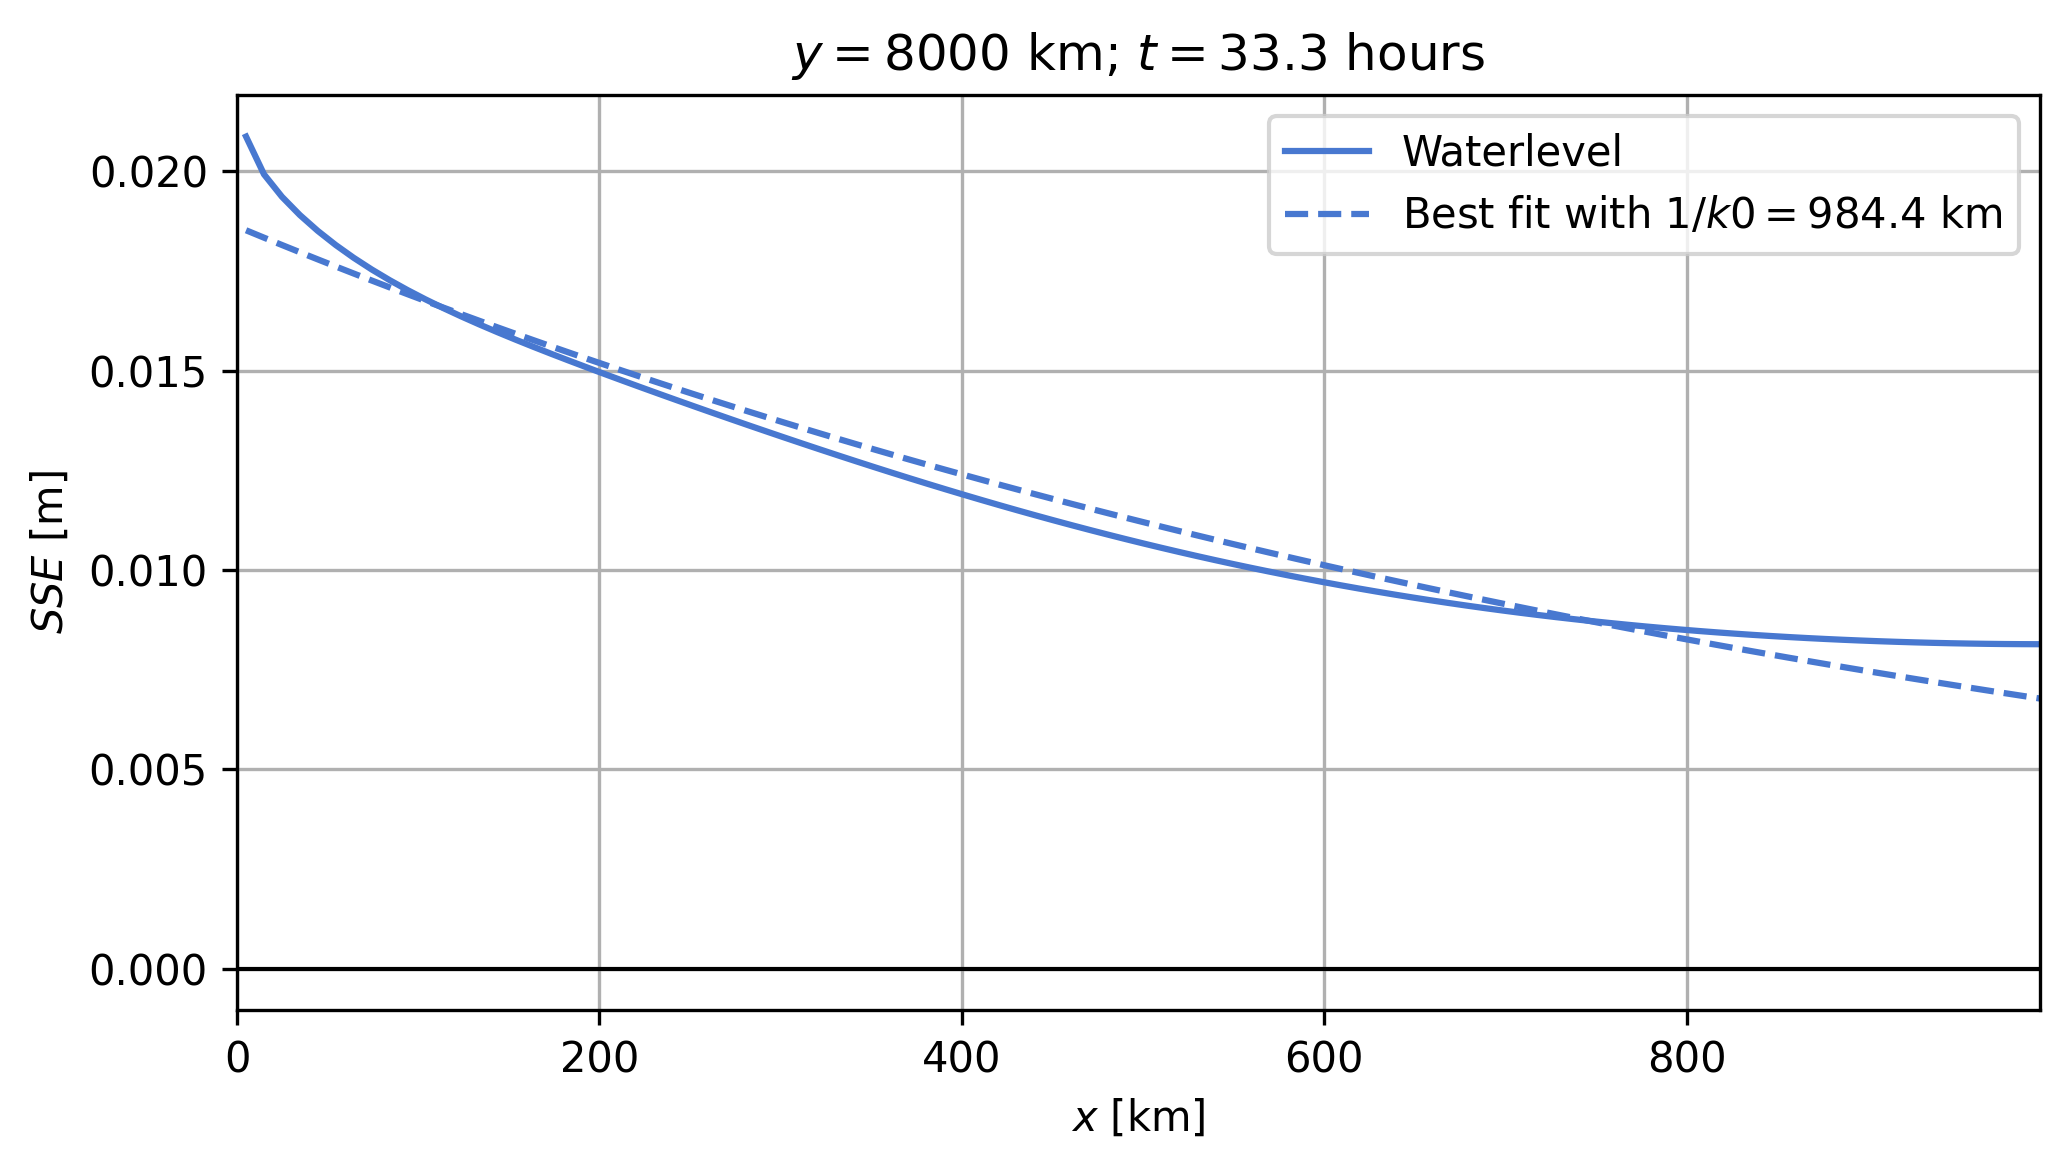 y = 8000 km; t = 33.3 hours
Waterlevel
Best fit with 1/k0 = 984.4 km
SSE [m]
0.020
0.015
0.010
0.005
0.000
0 200 400 600 800
x [km]